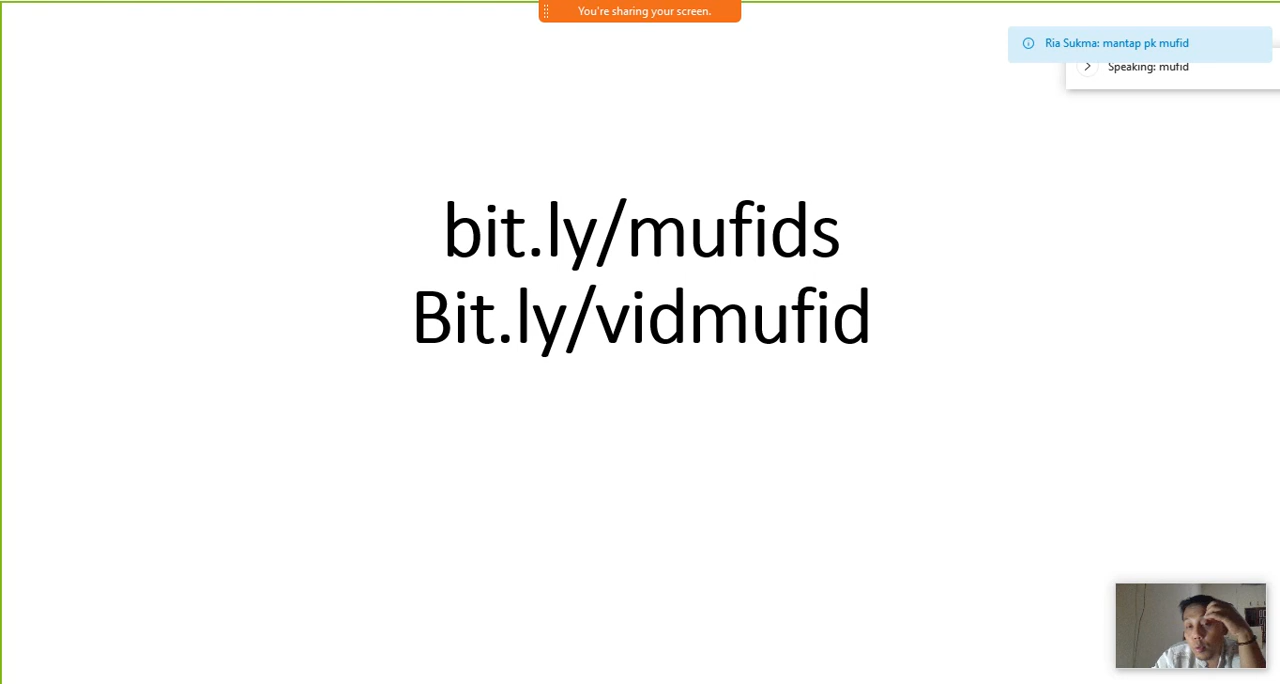 You're sharing your screen.
Ria Sukma: mantap pk mufid
Speaking: mufid
bit.ly/mufids
Bit.ly/vidmufid